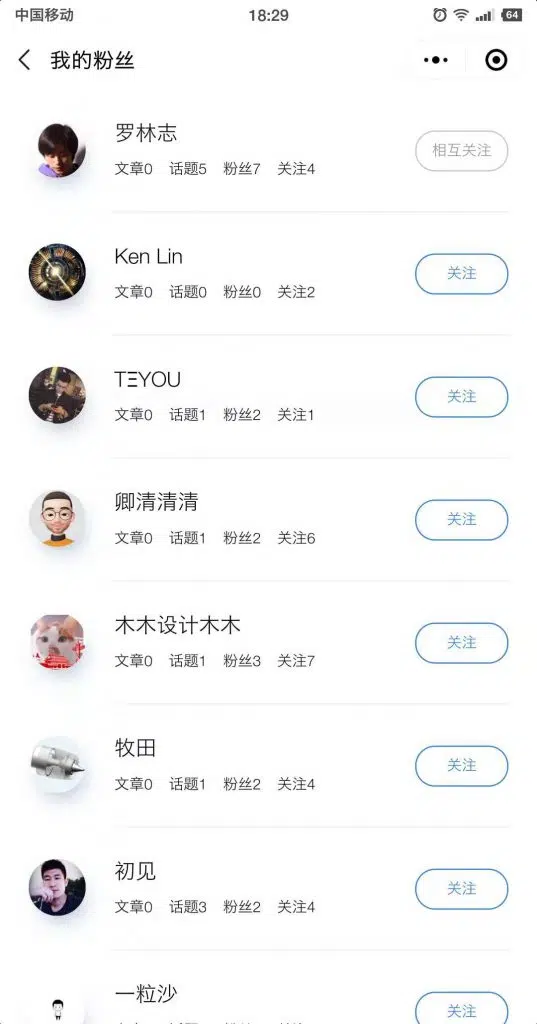 中国移动 18:29 64
我的粉丝
罗林志
相互关注
文章0 话题5 粉丝7 关注4
Ken Lin
关注
文章0 话题0 粉丝0 关注2
TEYOU
关注
文章0 话题1 粉丝2 关注1
卿清清清
关注
文章0 话题1 粉丝2 关注6
木木设计木木
关注
文章0 话题1 粉丝3 关注7
牧田
关注
文章0 话题1 粉丝2 关注4
初见
关注
文章0 话题3 粉丝2 关注4
一粒沙
关注